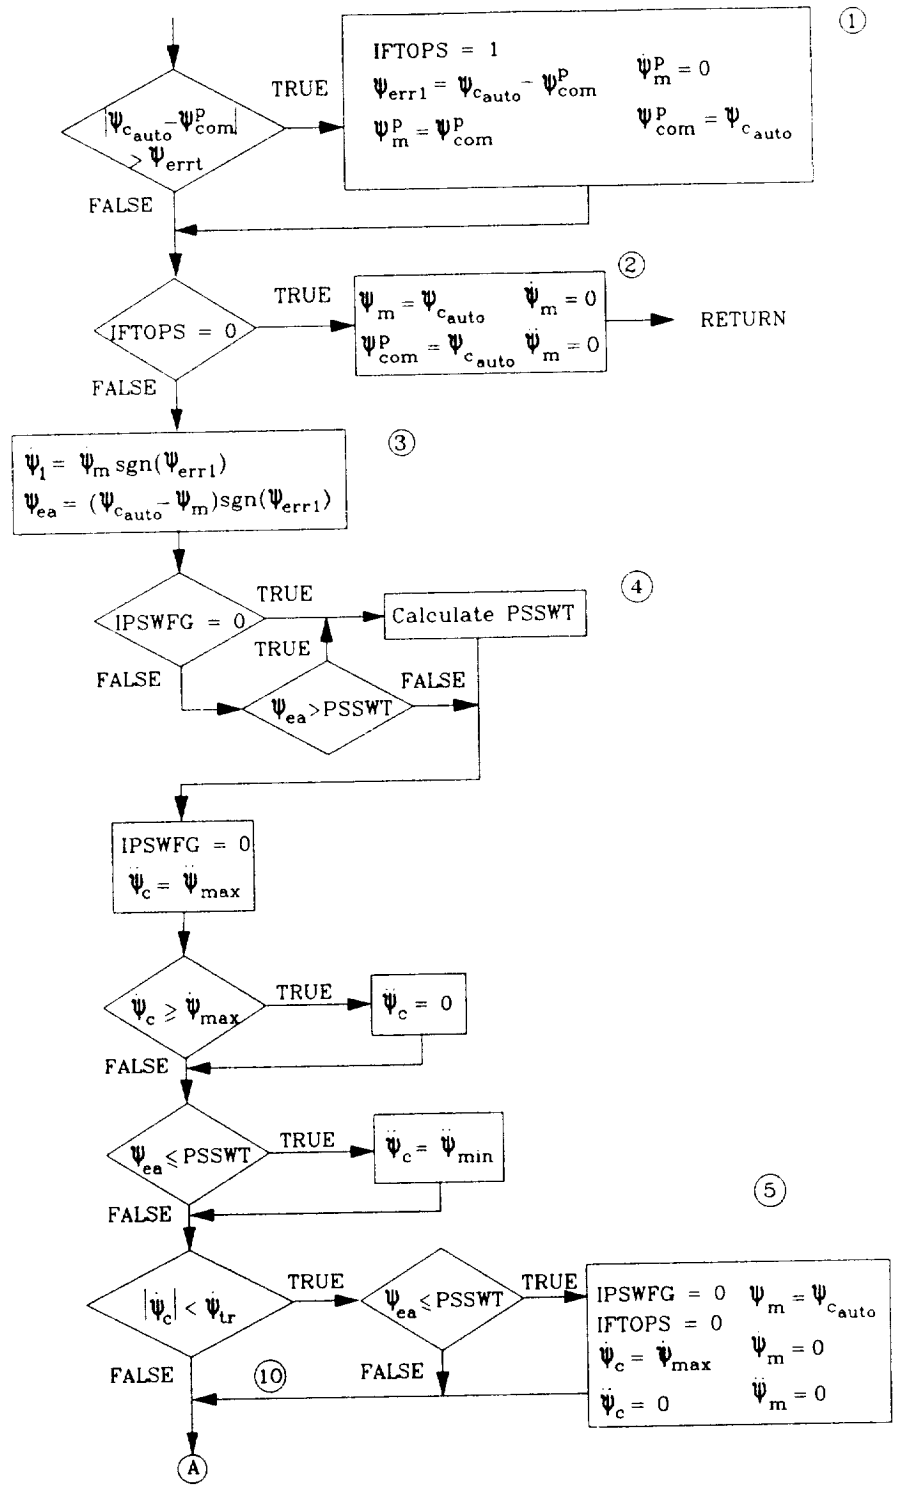 ①
TRUE
IFTOPS = 1
ψ_err1 = ψ_c_auto - ψ^P_com
ψ̇^P_m = 0
ψ^P_m = ψ^P_com
ψ^P_com = ψ_c_auto
|ψ_c_auto - ψ^P_com|
> ψ_errt
FALSE
②
TRUE
ψ_m = ψ_c_auto
ψ̇_m = 0
ψ^P_com = ψ_c_auto
ψ̈_m = 0
RETURN
IFTOPS = 0
FALSE
③
ψ̇_1 = ψ̇_m sgn(ψ_err1)
ψ_ea = (ψ_c_auto - ψ_m)sgn(ψ_err1)
④
TRUE
IPSWFG = 0
Calculate PSSWT
TRUE
FALSE
FALSE
ψ_ea > PSSWT
IPSWFG = 0
ψ̈_c = ψ̈_max
TRUE
ψ̇_c ≥ ψ̇_max
ψ̈_c = 0
FALSE
TRUE
ψ_ea ≤ PSSWT
ψ̈_c = ψ̈_min
FALSE
⑤
TRUE
TRUE
|ψ̇_c| < ψ̇_tr
ψ_ea ≤ PSSWT
IPSWFG = 0
ψ_m = ψ_c_auto
IFTOPS = 0
ψ̇_c = ψ̇_max
ψ̇_m = 0
ψ̈_c = 0
ψ̈_m = 0
FALSE
⑩
FALSE
A